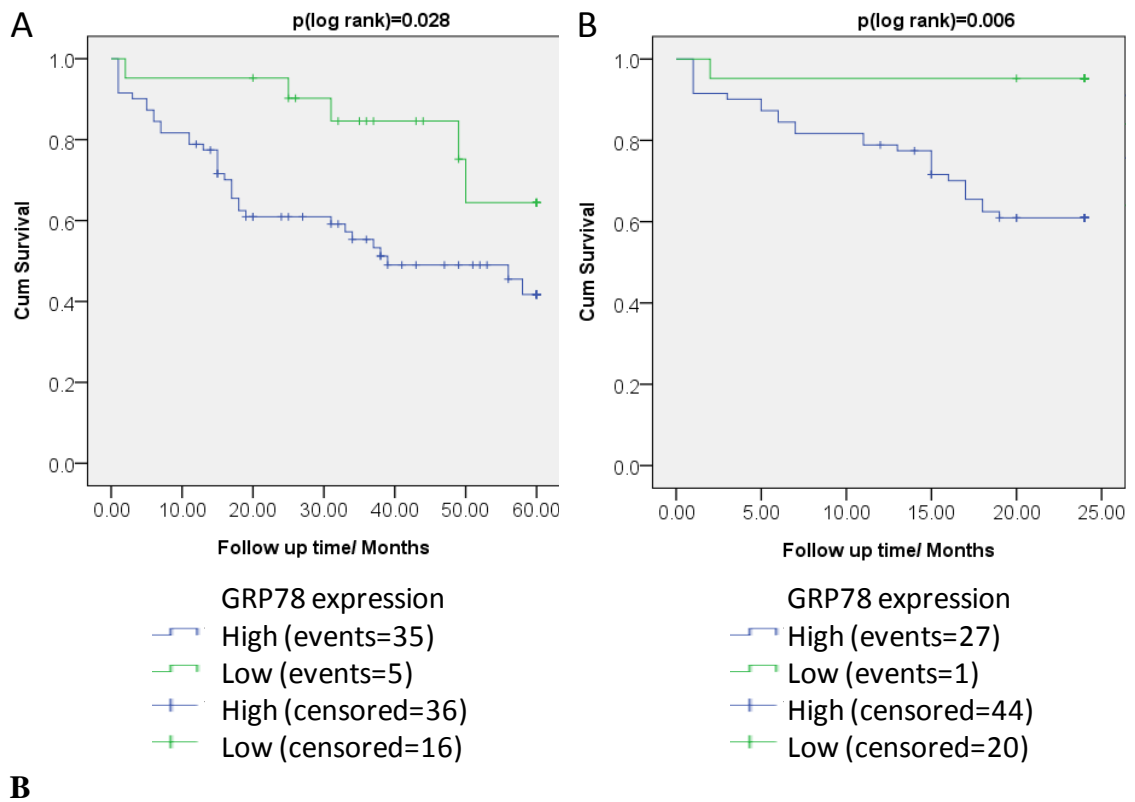 A
p(log rank)=0.028
Cum Survival
1.0
0.8
0.6
0.4
0.2
0.0
0.00 10.00 20.00 30.00 40.00 50.00 60.00
Follow up time/ Months
GRP78 expression
High (events=35)
Low (events=5)
High (censored=36)
Low (censored=16)
B
p(log rank)=0.006
Cum Survival
1.0
0.8
0.6
0.4
0.2
0.0
0.00 5.00 10.00 15.00 20.00 25.00
Follow up time/ Months
GRP78 expression
High (events=27)
Low (events=1)
High (censored=44)
Low (censored=20)
B